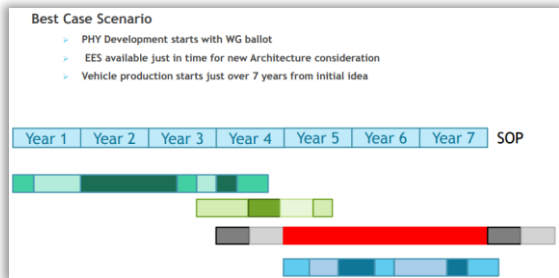 Best Case Scenario
PHY Development starts with WG ballot
EES available just in time for new Architecture consideration
Vehicle production starts just over 7 years from initial idea
Year 1 Year 2 Year 3 Year 4 Year 5 Year 6 Year 7 SOP